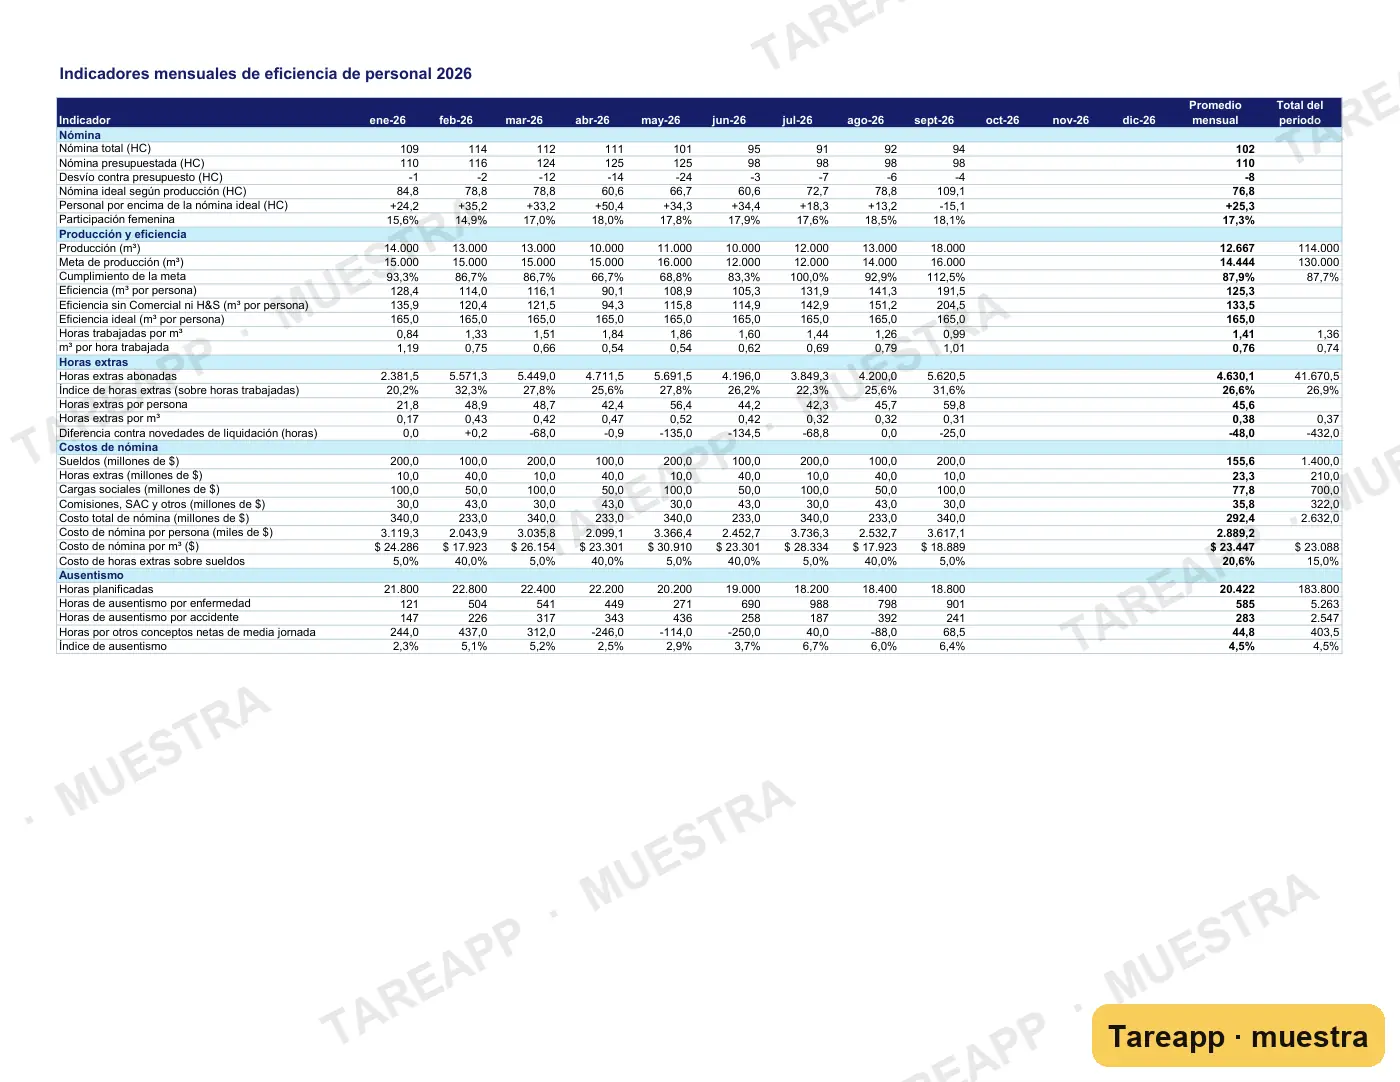 Indicadores mensuales de eficiencia de personal 2026
Indicador ene-26 feb-26 mar-26 abr-26 may-26 jun-26 jul-26 ago-26 sept-26 oct-26 nov-26 dic-26 Promedio mensual Total del período
Nómina
Nómina total (HC) 109 114 112 111 101 95 91 92 94 102
Nómina presupuestada (HC) 110 116 124 125 125 98 98 98 98 110
Desvío contra presupuesto (HC) -1 -2 -12 -14 -24 -3 -7 -6 -4 -8
Nómina ideal según producción (HC) 84,8 78,8 78,8 60,6 66,7 60,6 72,7 78,8 109,1 76,8
Personal por encima de la nómina ideal (HC) +24,2 +35,2 +33,2 +50,4 +34,3 +34,4 +18,3 +13,2 -15,1 +25,3
Participación femenina 15,6% 14,9% 17,0% 18,0% 17,8% 17,9% 17,6% 18,5% 18,1% 17,3%
Producción y eficiencia
Producción (m³) 14.000 13.000 13.000 10.000 11.000 10.000 12.000 13.000 18.000 12.667 114.000
Meta de producción (m³) 15.000 15.000 15.000 15.000 16.000 12.000 12.000 14.000 16.000 14.444 130.000
Cumplimiento de la meta 93,3% 86,7% 86,7% 66,7% 68,8% 83,3% 100,0% 92,9% 112,5% 87,9% 87,7%
Eficiencia (m³ por persona) 128,4 114,0 116,1 90,1 108,9 105,3 131,9 141,3 191,5 125,3
Eficiencia sin Comercial ni H&S (m³ por persona) 135,9 120,4 121,5 94,3 115,8 114,9 142,9 151,2 204,5 133,5
Eficiencia ideal (m³ por persona) 165,0 165,0 165,0 165,0 165,0 165,0 165,0 165,0 165,0 165,0
Horas trabajadas por m³ 0,84 1,33 1,51 1,84 1,86 1,60 1,44 1,26 0,99 1,41 1,36
m³ por hora trabajada 1,19 0,75 0,66 0,54 0,54 0,62 0,69 0,79 1,01 0,76 0,74
Horas extras
Horas extras abonadas 2.381,5 5.571,3 5.449,0 4.711,5 5.691,5 4.196,0 3.849,3 4.200,0 5.620,5 4.630,1 41.670,5
Índice de horas extras (sobre horas trabajadas) 20,2% 32,3% 27,8% 25,6% 27,8% 26,2% 22,3% 25,6% 31,6% 26,6% 26,9%
Horas extras por persona 21,8 48,9 48,7 42,4 56,4 44,2 42,3 45,7 59,8 45,6
Horas extras por m³ 0,17 0,43 0,42 0,47 0,52 0,42 0,32 0,32 0,31 0,38 0,37
Diferencia contra novedades de liquidación (horas) 0,0 +0,2 -68,0 -0,9 -135,0 -134,5 -68,8 0,0 -25,0 -48,0 -432,0
Costos de nómina
Sueldos (millones de $) 200,0 100,0 200,0 100,0 200,0 100,0 200,0 100,0 200,0 155,6 1.400,0
Horas extras (millones de $) 10,0 40,0 10,0 40,0 10,0 40,0 10,0 40,0 10,0 23,3 210,0
Cargas sociales (millones de $) 100,0 50,0 100,0 50,0 100,0 50,0 100,0 50,0 100,0 77,8 700,0
Comisiones, SAC y otros (millones de $) 30,0 43,0 30,0 43,0 30,0 43,0 30,0 43,0 30,0 35,8 322,0
Costo total de nómina (millones de $) 340,0 233,0 340,0 233,0 340,0 233,0 340,0 233,0 340,0 292,4 2.632,0
Costo de nómina por persona (miles de $) 3.119,3 2.043,9 3.035,8 2.099,1 3.366,4 2.452,7 3.736,3 2.532,7 3.617,1 2.889,2
Costo de nómina por m³ ($) $ 24.286 $ 17.923 $ 26.154 $ 23.301 $ 30.910 $ 23.301 $ 28.334 $ 17.923 $ 18.889 $ 23.447 $ 23.088
Costo de horas extras sobre sueldos 5,0% 40,0% 5,0% 40,0% 5,0% 40,0% 5,0% 40,0% 5,0% 20,6% 15,0%
Ausentismo
Horas planificadas 21.800 22.800 22.400 22.200 20.200 19.000 18.200 18.400 18.800 20.422 183.800
Horas de ausentismo por enfermedad 121 504 541 449 271 690 988 798 901 585 5.263
Horas de ausentismo por accidente 147 226 317 343 436 258 187 392 241 283 2.547
Horas por otros conceptos netas de media jornada 244,0 437,0 312,0 -246,0 -114,0 -250,0 40,0 -88,0 68,5 44,8 403,5
Índice de ausentismo 2,3% 5,1% 5,2% 2,5% 2,9% 3,7% 6,7% 6,0% 6,4% 4,5% 4,5%
TAREAPP · MUESTRA
Tareapp · muestra